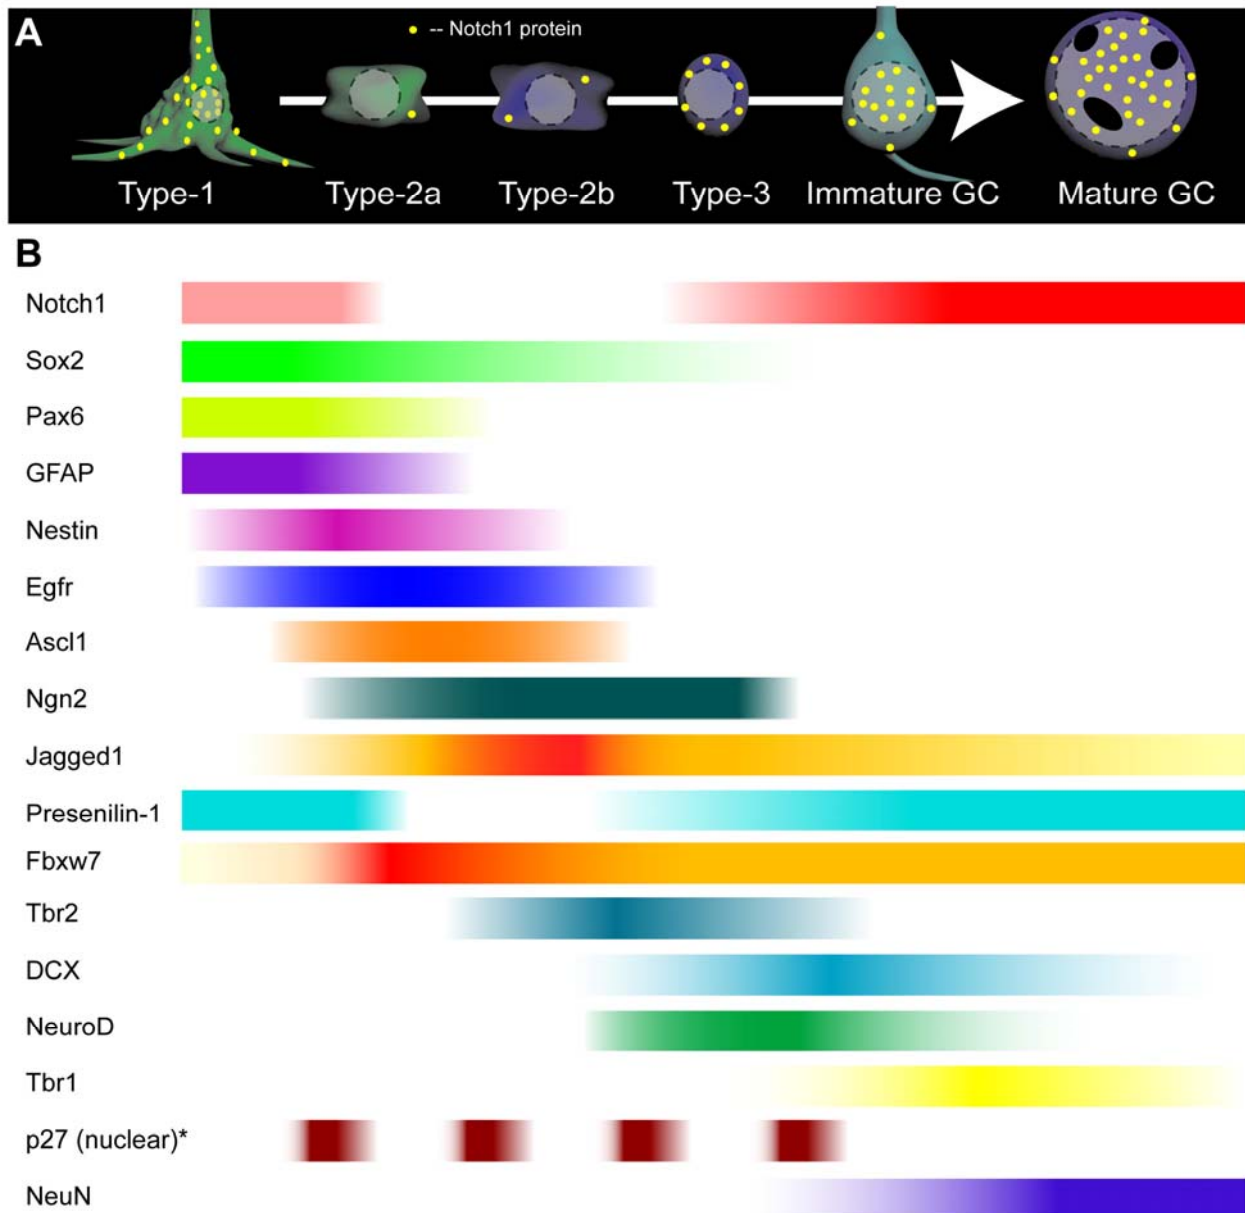 A
-- Notch1 protein
Type-1 Type-2a Type-2b Type-3 Immature GC Mature GC
B
Notch1
Sox2
Pax6
GFAP
Nestin
Egfr
Ascl1
Ngn2
Jagged1
Presenilin-1
Fbxw7
Tbr2
DCX
NeuroD
Tbr1
p27 (nuclear)*
NeuN